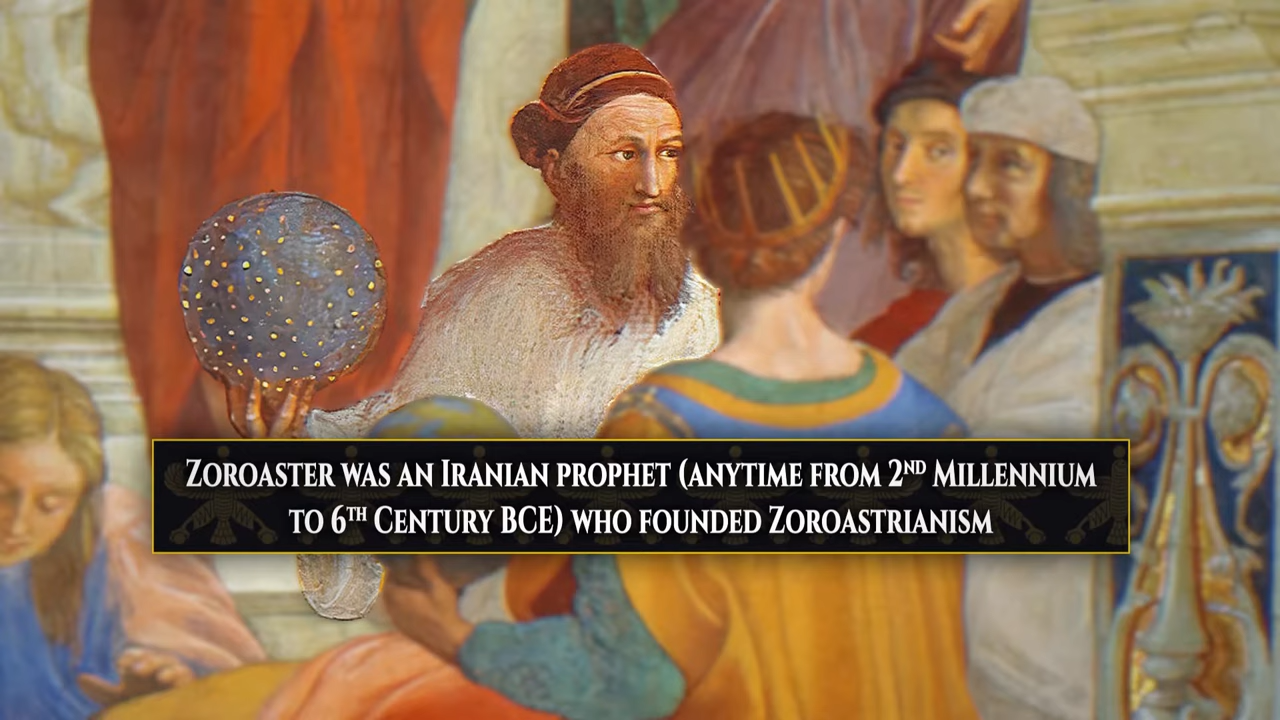 ZOROASTER WAS AN IRANIAN PROPHET (ANYTIME FROM 2ND MILLENNIUM
TO 6TH CENTURY BCE) WHO FOUNDED ZOROASTRIANISM